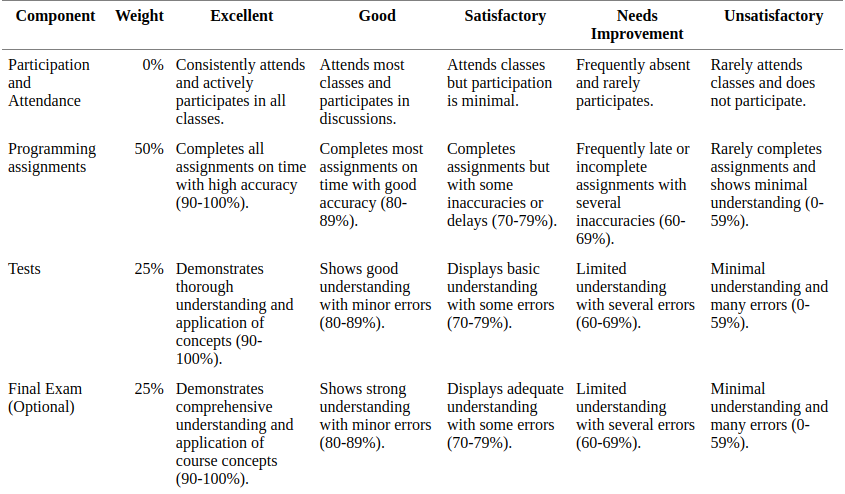 Component Weight Excellent Good Satisfactory Needs Improvement Unsatisfactory
Participation and Attendance 0% Consistently attends and actively participates in all classes. Attends most classes and participates in discussions. Attends classes but participation is minimal. Frequently absent and rarely participates. Rarely attends classes and does not participate.
Programming assignments 50% Completes all assignments on time with high accuracy (90-100%). Completes most assignments on time with good accuracy (80-89%). Completes assignments but with some inaccuracies or delays (70-79%). Frequently late or incomplete assignments with several inaccuracies (60-69%). Rarely completes assignments and shows minimal understanding (0-59%).
Tests 25% Demonstrates thorough understanding and application of concepts (90-100%). Shows good understanding with minor errors (80-89%). Displays basic understanding with some errors (70-79%). Limited understanding with several errors (60-69%). Minimal understanding and many errors (0-59%).
Final Exam (Optional) 25% Demonstrates comprehensive understanding and application of course concepts (90-100%). Shows strong understanding with minor errors (80-89%). Displays adequate understanding with some errors (70-79%). Limited understanding with several errors (60-69%). Minimal understanding and many errors (0-59%).